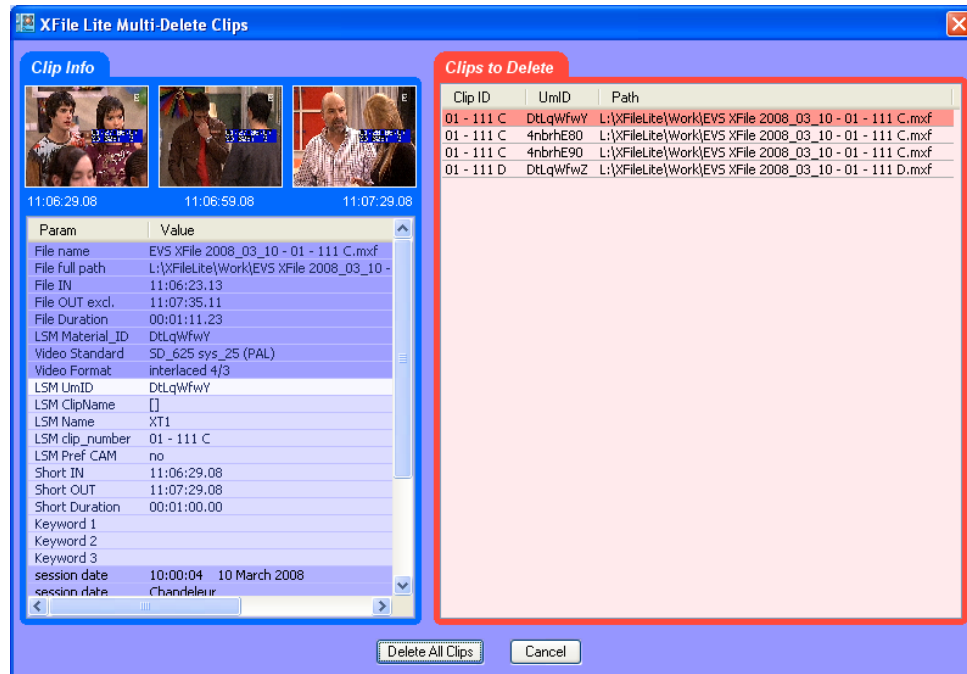 XFile Lite Multi-Delete Clips
Clip Info
11:06:29.08 11:06:59.08 11:07:29.08
Param Value
File name EVS XFile 2008_03_10 - 01 - 111 C.mxf
File full path L:\XFileLite\Work\EVS XFile 2008_03_10 -
File IN 11:06:23.13
File OUT excl. 11:07:35.11
File Duration 00:01:11.23
LSM Material_ID DtLqWfwY
Video Standard SD_625 sys_25 (PAL)
Video Format interlaced 4/3
LSM UmID DtLqWfwY
LSM ClipName []
LSM Name XT1
LSM clip_number 01 - 111 C
LSM Pref CAM no
Short IN 11:06:29.08
Short OUT 11:07:29.08
Short Duration 00:01:00.00
Keyword 1
Keyword 2
Keyword 3
session date 10:00:04 10 March 2008
session date Chandeleur
Clips to Delete
Clip ID UmID Path
01 - 111 C DtLqWfwY L:\XFileLite\Work\EVS XFile 2008_03_10 - 01 - 111 C.mxf
01 - 111 C 4nbrhE80 L:\XFileLite\Work\EVS XFile 2008_03_10 - 01 - 111 C.mxf
01 - 111 C 4nbrhE90 L:\XFileLite\Work\EVS XFile 2008_03_10 - 01 - 111 C.mxf
01 - 111 D DtLqWfwZ L:\XFileLite\Work\EVS XFile 2008_03_10 - 01 - 111 D.mxf
Delete All Clips Cancel